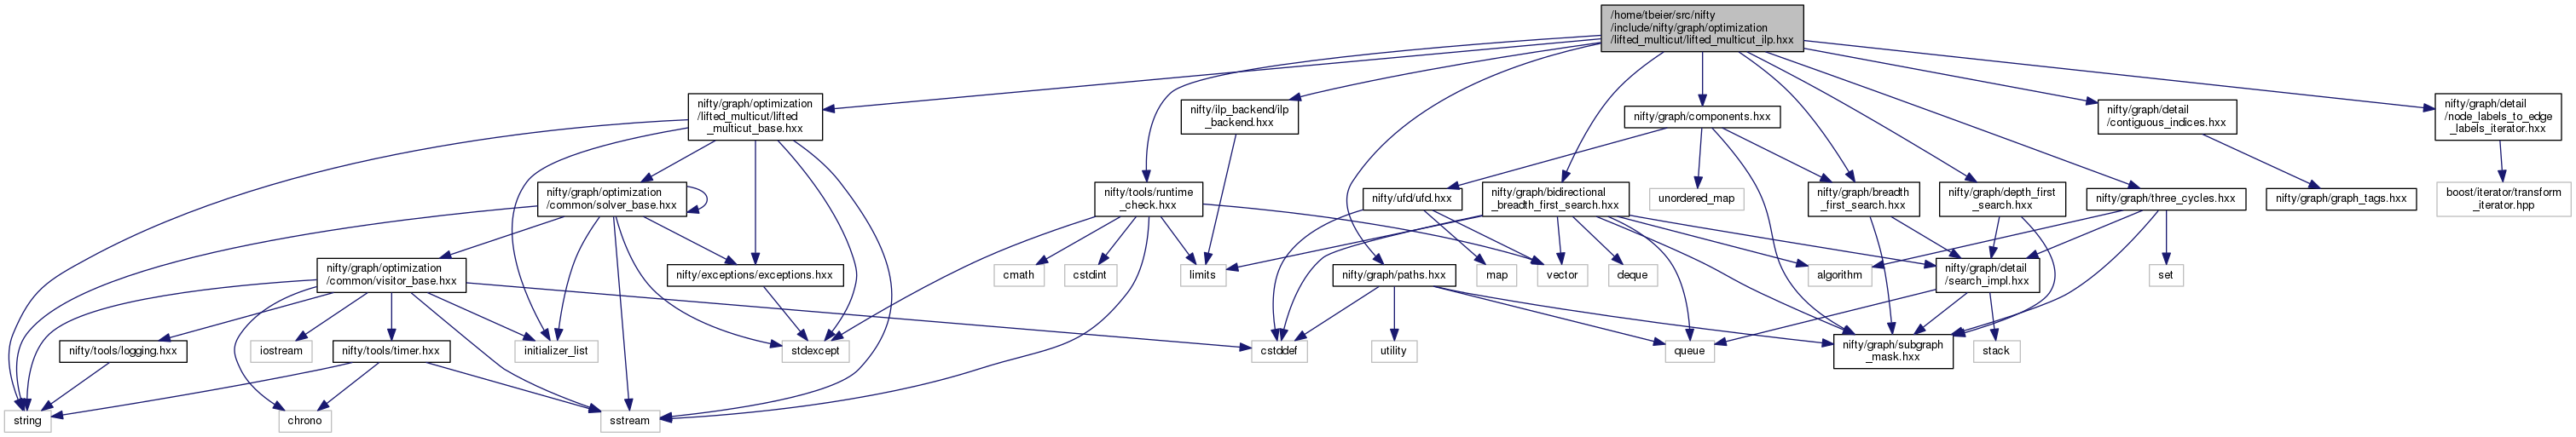 /home/tbeier/src/nifty
/include/nifty/graph/optimization
/lifted_multicut/lifted_multicut_ilp.hxx
nifty/graph/optimization
/lifted_multicut/lifted
_multicut_base.hxx
nifty/ilp_backend/ilp
_backend.hxx
nifty/graph/components.hxx
nifty/graph/detail
/contiguous_indices.hxx
nifty/graph/detail
/node_labels_to_edge
_labels_iterator.hxx
nifty/graph/optimization
/common/solver_base.hxx
nifty/tools/runtime
_check.hxx
nifty/ufd/ufd.hxx
nifty/graph/bidirectional
_breadth_first_search.hxx
unordered_map
nifty/graph/breadth
_first_search.hxx
nifty/graph/depth_first
_search.hxx
nifty/graph/three_cycles.hxx
nifty/graph/graph_tags.hxx
boost/iterator/transform
_iterator.hpp
nifty/graph/optimization
/common/visitor_base.hxx
nifty/exceptions/exceptions.hxx
cmath
cstdint
limits
nifty/graph/paths.hxx
map
vector
deque
algorithm
nifty/graph/detail
/search_impl.hxx
set
nifty/tools/logging.hxx
iostream
nifty/tools/timer.hxx
initializer_list
stdexcept
cstddef
utility
queue
nifty/graph/subgraph
_mask.hxx
stack
string
chrono
sstream